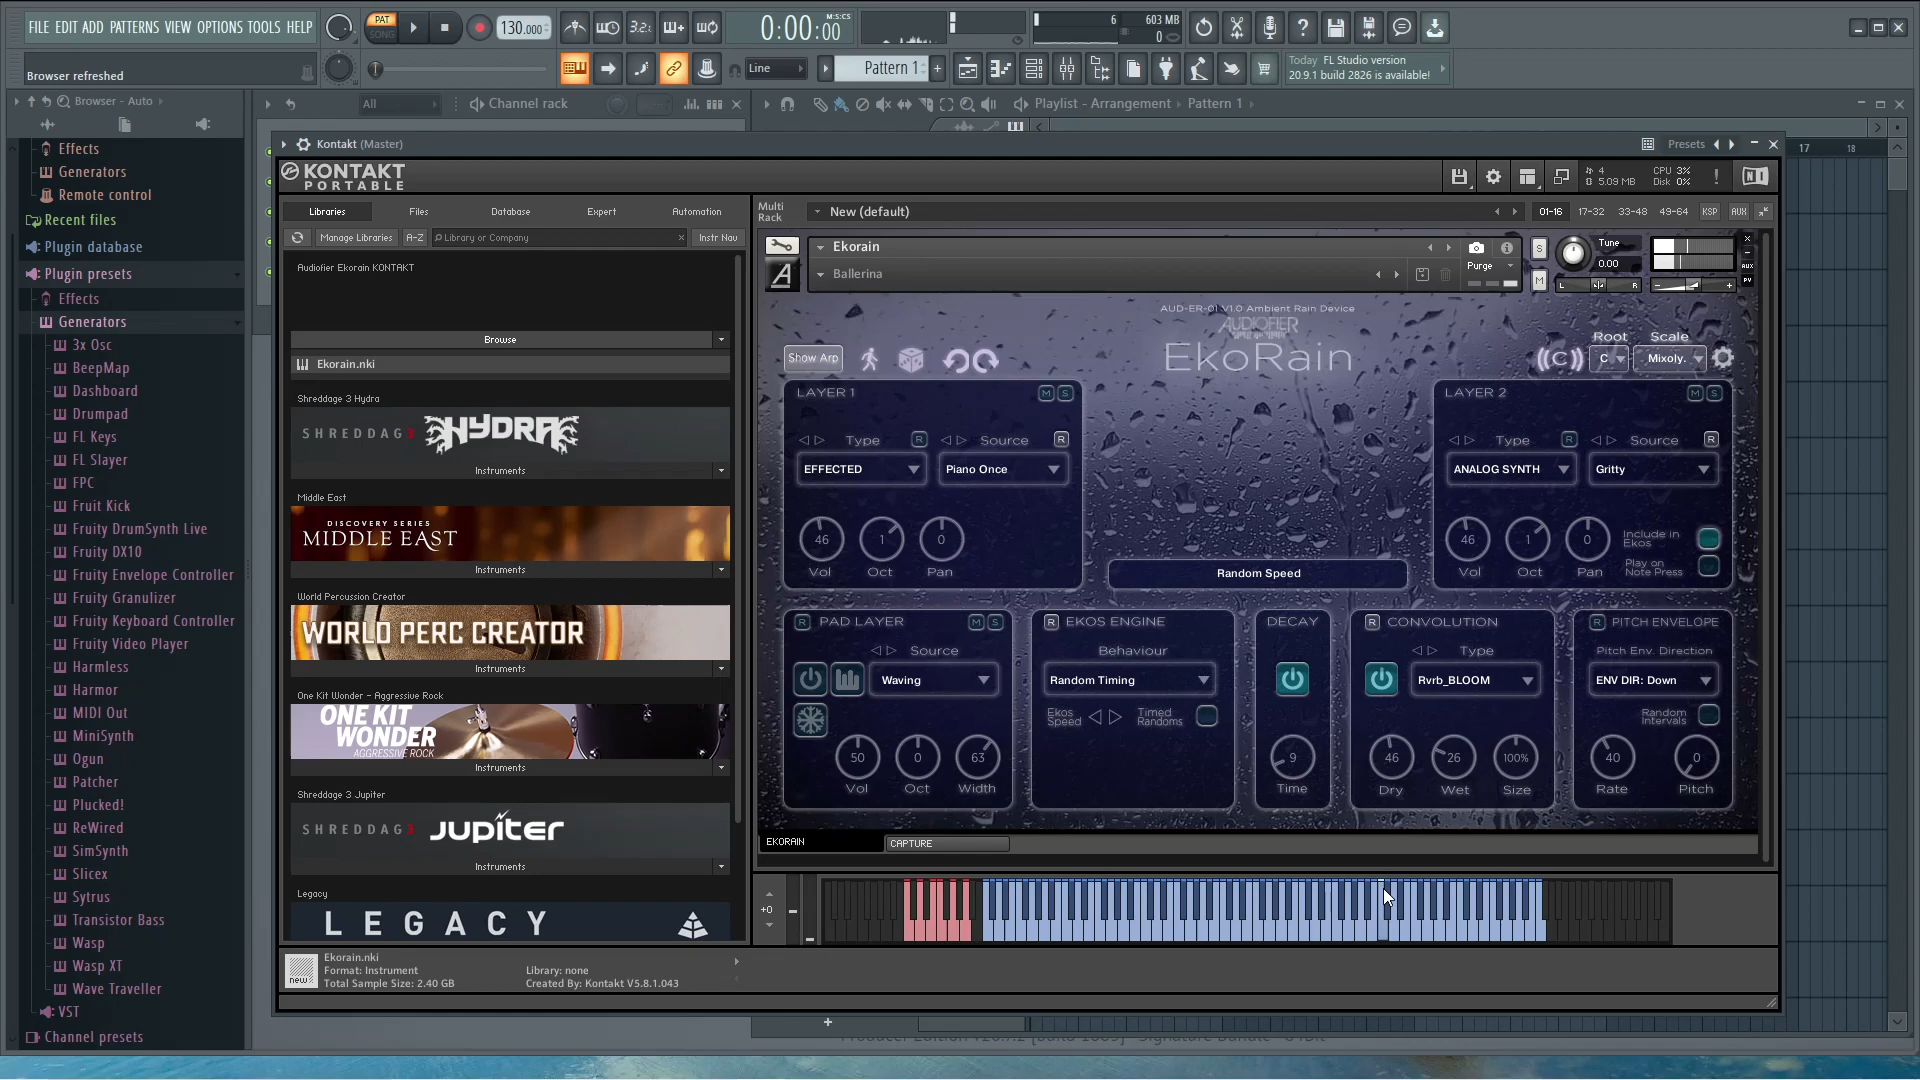 FILE EDIT ADD PATTERNS VIEW OPTIONS TOOLS HELP
PAT
SONG
130.000
3.2.
0:00:00
M:S:CS
6
603 MB
0
Browser refreshed
Line
Pattern 1
+
Today FL Studio version
20.9.1 build 2826 is available!
Browser - Auto
All
Channel rack
Playlist - Arrangement
Pattern 1
17
18
Effects
Generators
Remote control
Recent files
Plugin database
Plugin presets
Effects
Generators
3x Osc
BeepMap
Dashboard
Drumpad
FL Keys
FL Slayer
FPC
Fruit Kick
Fruity DrumSynth Live
Fruity DX10
Fruity Envelope Controller
Fruity Granulizer
Fruity Keyboard Controller
Fruity Video Player
Harmless
Harmor
MIDI Out
MiniSynth
Ogun
Patcher
Plucked!
ReWired
SimSynth
Slicex
Sytrus
Transistor Bass
Wasp
Wasp XT
Wave Traveller
VST
Channel presets
Kontakt (Master)
Presets
KONTAKT
PORTABLE
4
5.09 MB
CPU 3%
Disk 0%
!
NI
Libraries
Files
Database
Expert
Automation
Manage Libraries
A-Z
Library or Company
Instr Nav
Audiofier Ekorain KONTAKT
Browse
Ekorain.nki
Shreddage 3 Hydra
SHREDDAG3 HYDRA
Instruments
Middle East
DISCOVERY SERIES
MIDDLE EAST
Instruments
World Percussion Creator
WORLD PERC CREATOR
Instruments
One Kit Wonder - Aggressive Rock
ONE KIT
WONDER
AGGRESSIVE ROCK
Instruments
Shreddage 3 Jupiter
SHREDDAG3 JUPITER
Instruments
Legacy
LEGACY
Ekorain.nki
Format: Instrument
Total Sample Size: 2.40 GB
Library: none
Created By: Kontakt V5.8.1.043
new
Multi
Rack
New (default)
01-16
17-32
33-48
49-64
KSP
AUX
Ekorain
Ballerina
Purge
S
M
Tune
0.00
L
R
AUX
PV
AUD-ER-01 V1.0 Ambient Rain Device
AUDIOFIER
EkoRain
Show Arp
((C))
Root
C
Scale
Mixoly.
LAYER 1
M S
Type
R
Source
R
EFFECTED
Piano Once
46
1
0
Vol
Oct
Pan
LAYER 2
M S
Type
R
Source
R
ANALOG SYNTH
Gritty
46
1
0
Vol
Oct
Pan
Include in
Ekos
Play on
Note Press
Random Speed
R PAD LAYER
M S
Source
Waving
50
0
63
Vol
Oct
Width
R EKOS ENGINE
Behaviour
Random Timing
Ekos
Speed
Timed
Randoms
DECAY
9
Time
R CONVOLUTION
Type
Rvrb_BLOOM
46
26
100%
Dry
Wet
Size
R PITCH ENVELOPE
Pitch Env. Direction
ENV DIR: Down
Random
Intervals
40
0
Rate
Pitch
EKORAIN
CAPTURE
+0
+